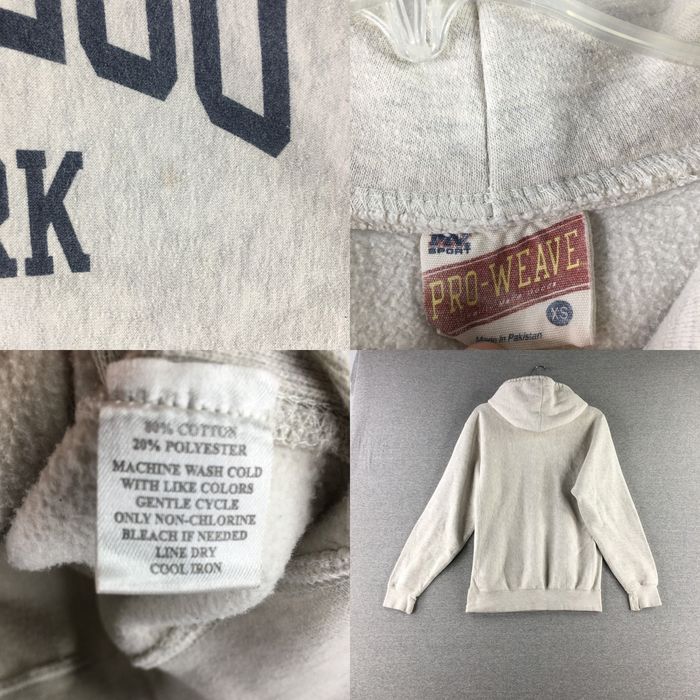 RK
MV
SPORT
PRO-WEAVE
XS
Made in Pakistan
80% COTTON
20% POLYESTER
MACHINE WASH COLD
WITH LIKE COLORS
GENTLE CYCLE
ONLY NON-CHLORINE
BLEACH IF NEEDED
LINE DRY
COOL IRON